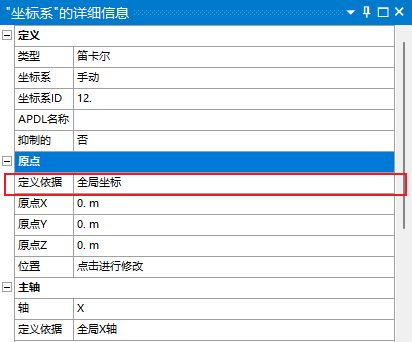 "坐标系"的详细信息
定义
类型 笛卡尔
坐标系 手动
坐标系ID 12.
APDL名称
抑制的 否
原点
定义依据 全局坐标
原点X 0. m
原点Y 0. m
原点Z 0. m
位置 点击进行修改
主轴
轴 X
定义依据 全局X轴